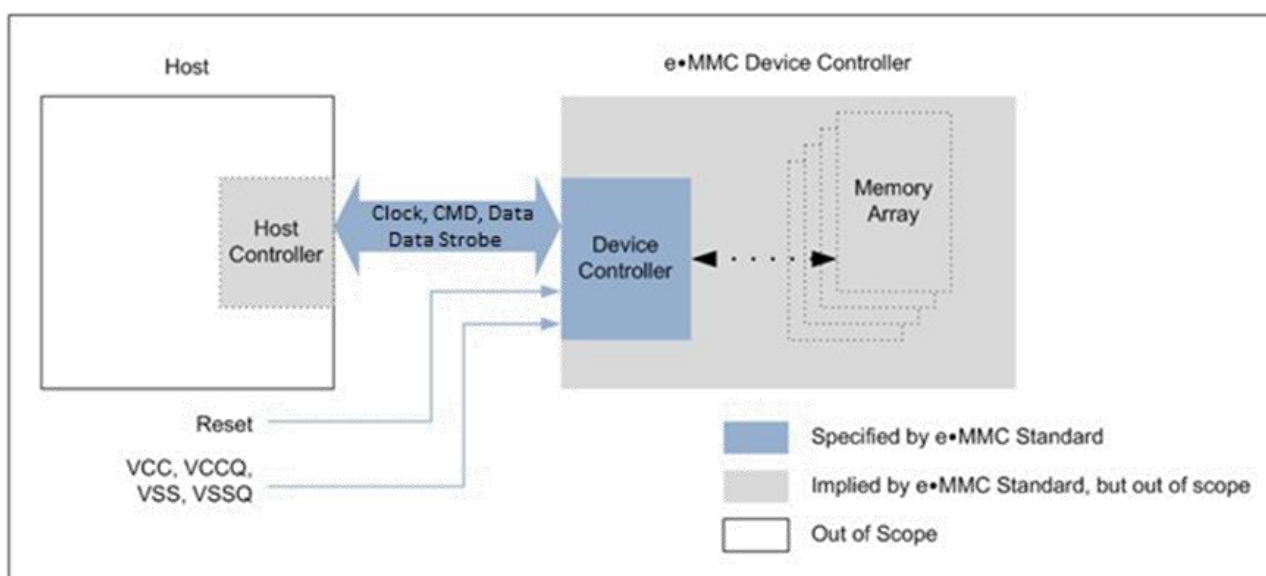 Host
e•MMC Device Controller
Host
Controller
Clock, CMD, Data
Data Strobe
Device
Controller
Memory
Array
Reset
VCC, VCCQ,
VSS, VSSQ
Specified by e•MMC Standard
Implied by e•MMC Standard, but out of scope
Out of Scope